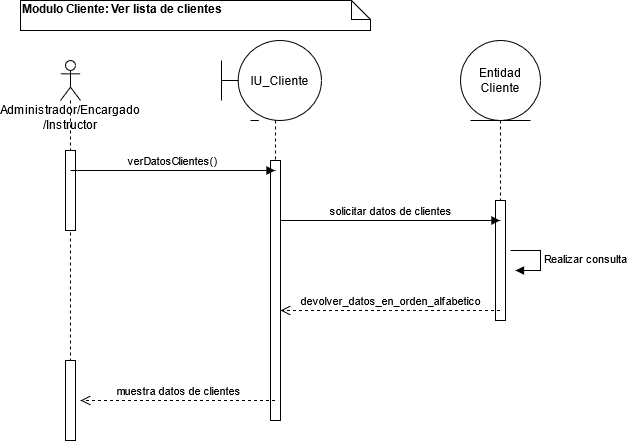 Modulo Cliente: Ver lista de clientes
IU_Cliente
Entidad
Cliente
Administrador/Encargado
/Instructor
verDatosClientes()
solicitar datos de clientes
Realizar consulta
devolver_datos_en_orden_alfabetico
muestra datos de clientes